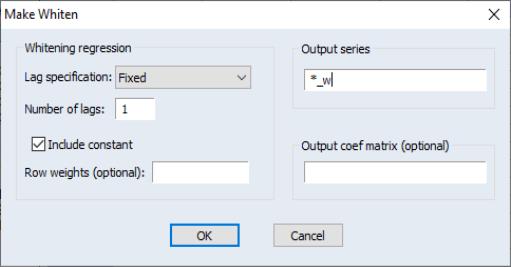 Make Whiten
Whitening regression
Lag specification: Fixed
Number of lags: 1
Include constant
Row weights (optional):
Output series
*_w
Output coef matrix (optional)
OK
Cancel